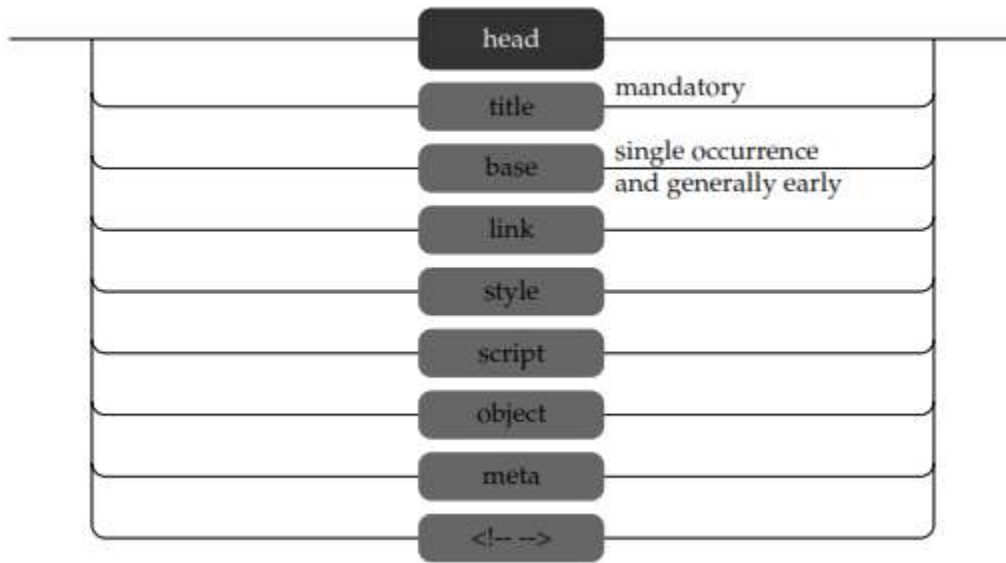 head
mandatory
title
single occurrence
base
and generally early
link
style
script
object
meta
<!-- -->